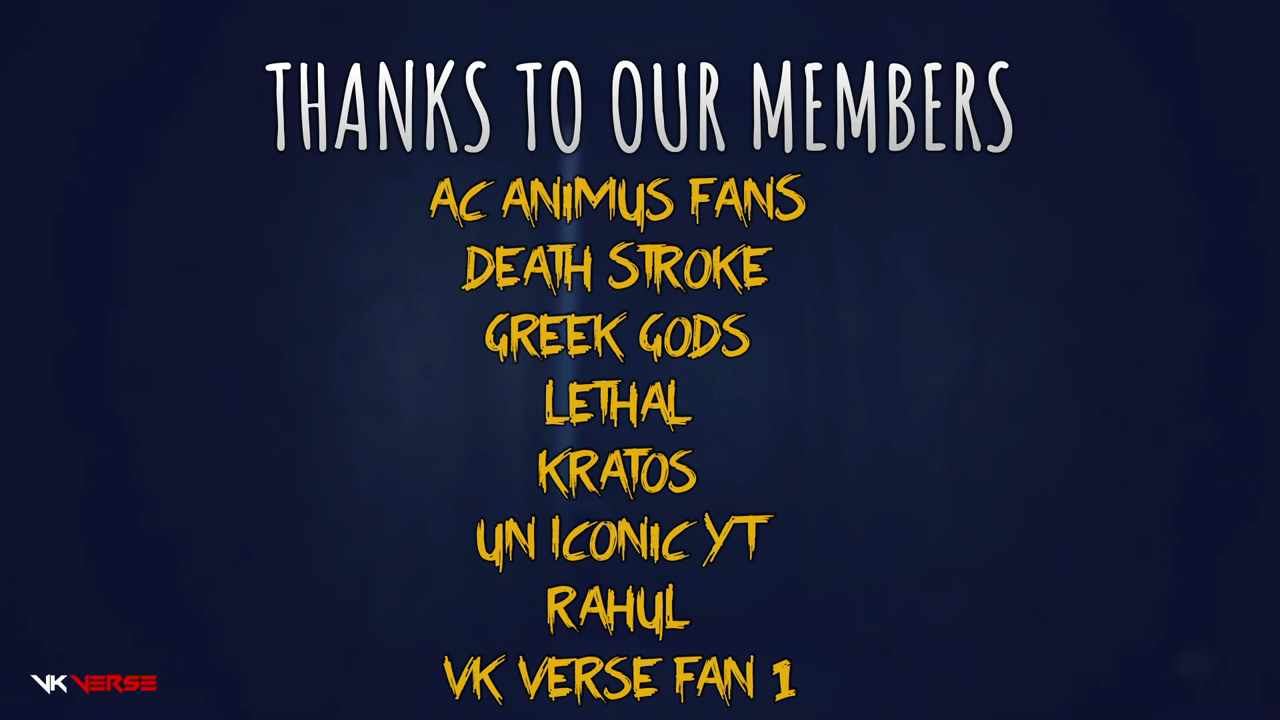 THANKS TO OUR MEMBERS
AC ANIMUS FANS
DEATH STROKE
GREEK GODS
LETHAL
KRATOS
UN ICONIC YT
RAHUL
VK VERSE FAN 1
VK VERSE